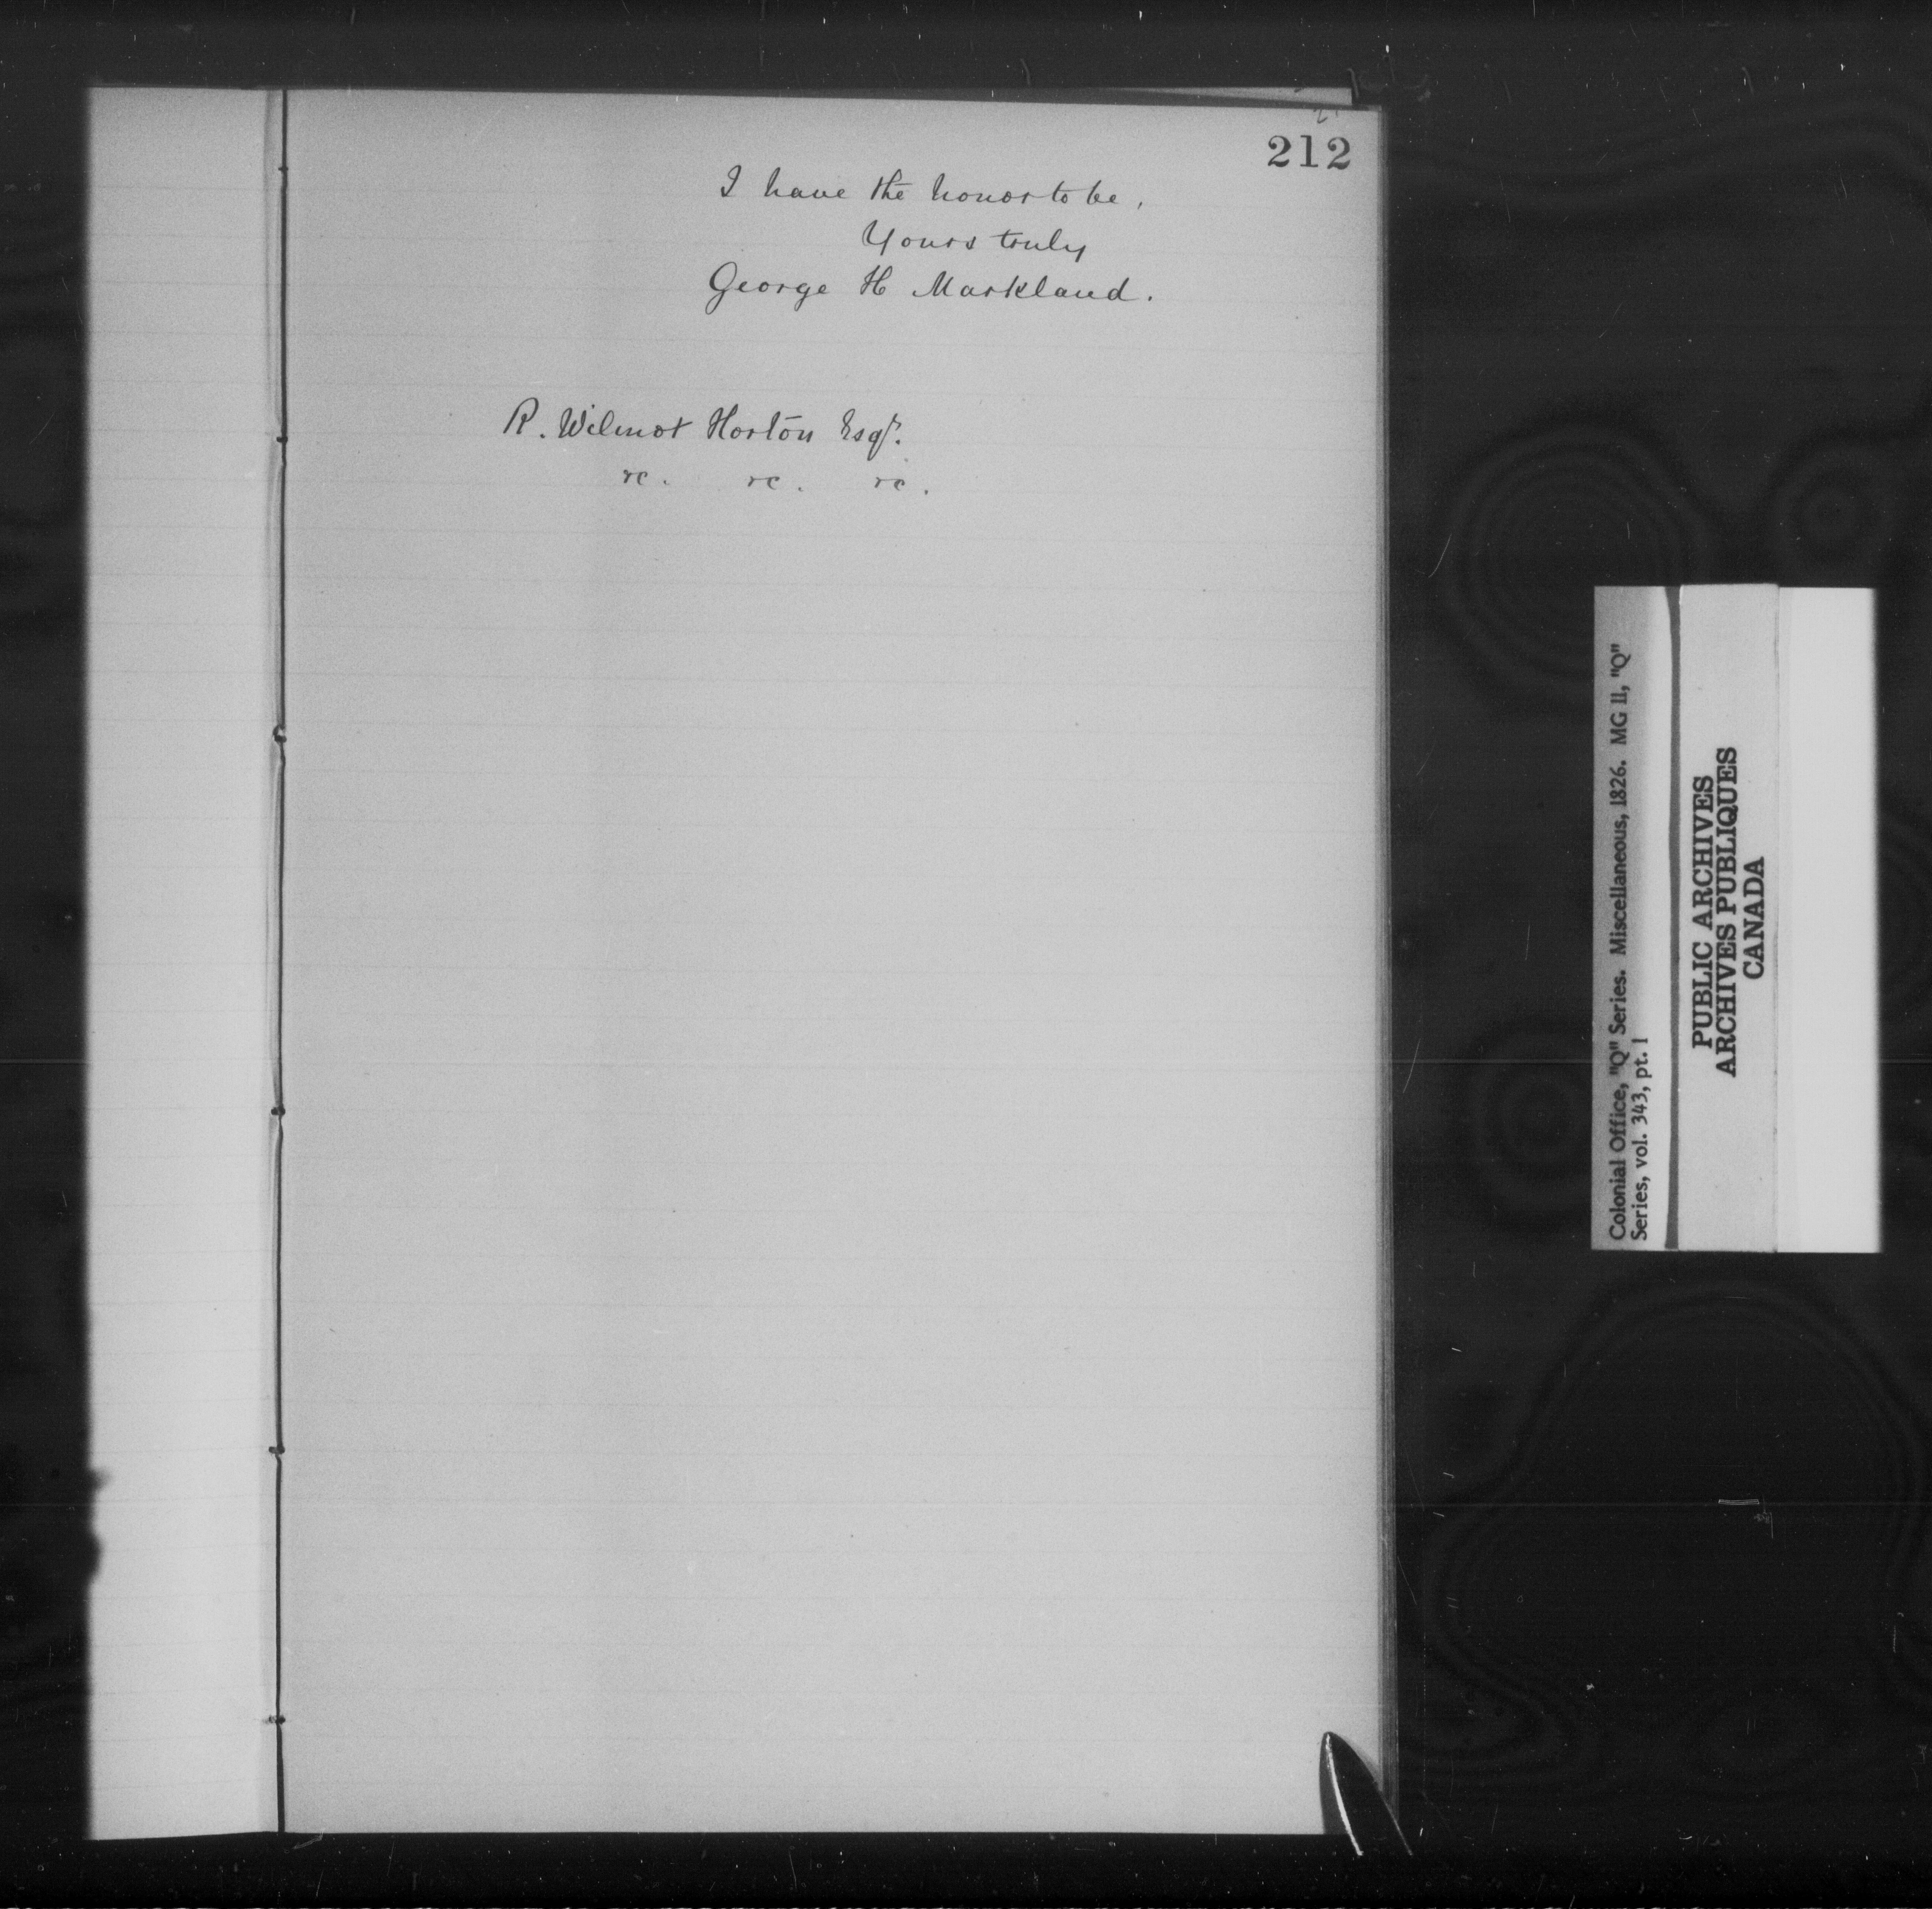 212
I have the honor to be,
Yours truly
George H Markland.
R. Wilmot Horton Esqr.
&c. &c. &c.
Colonial Office, "Q" Series. Miscellaneous, 1826. MG 11, "Q"
Series, vol. 343, pt. 1
PUBLIC ARCHIVES
ARCHIVES PUBLIQUES
CANADA